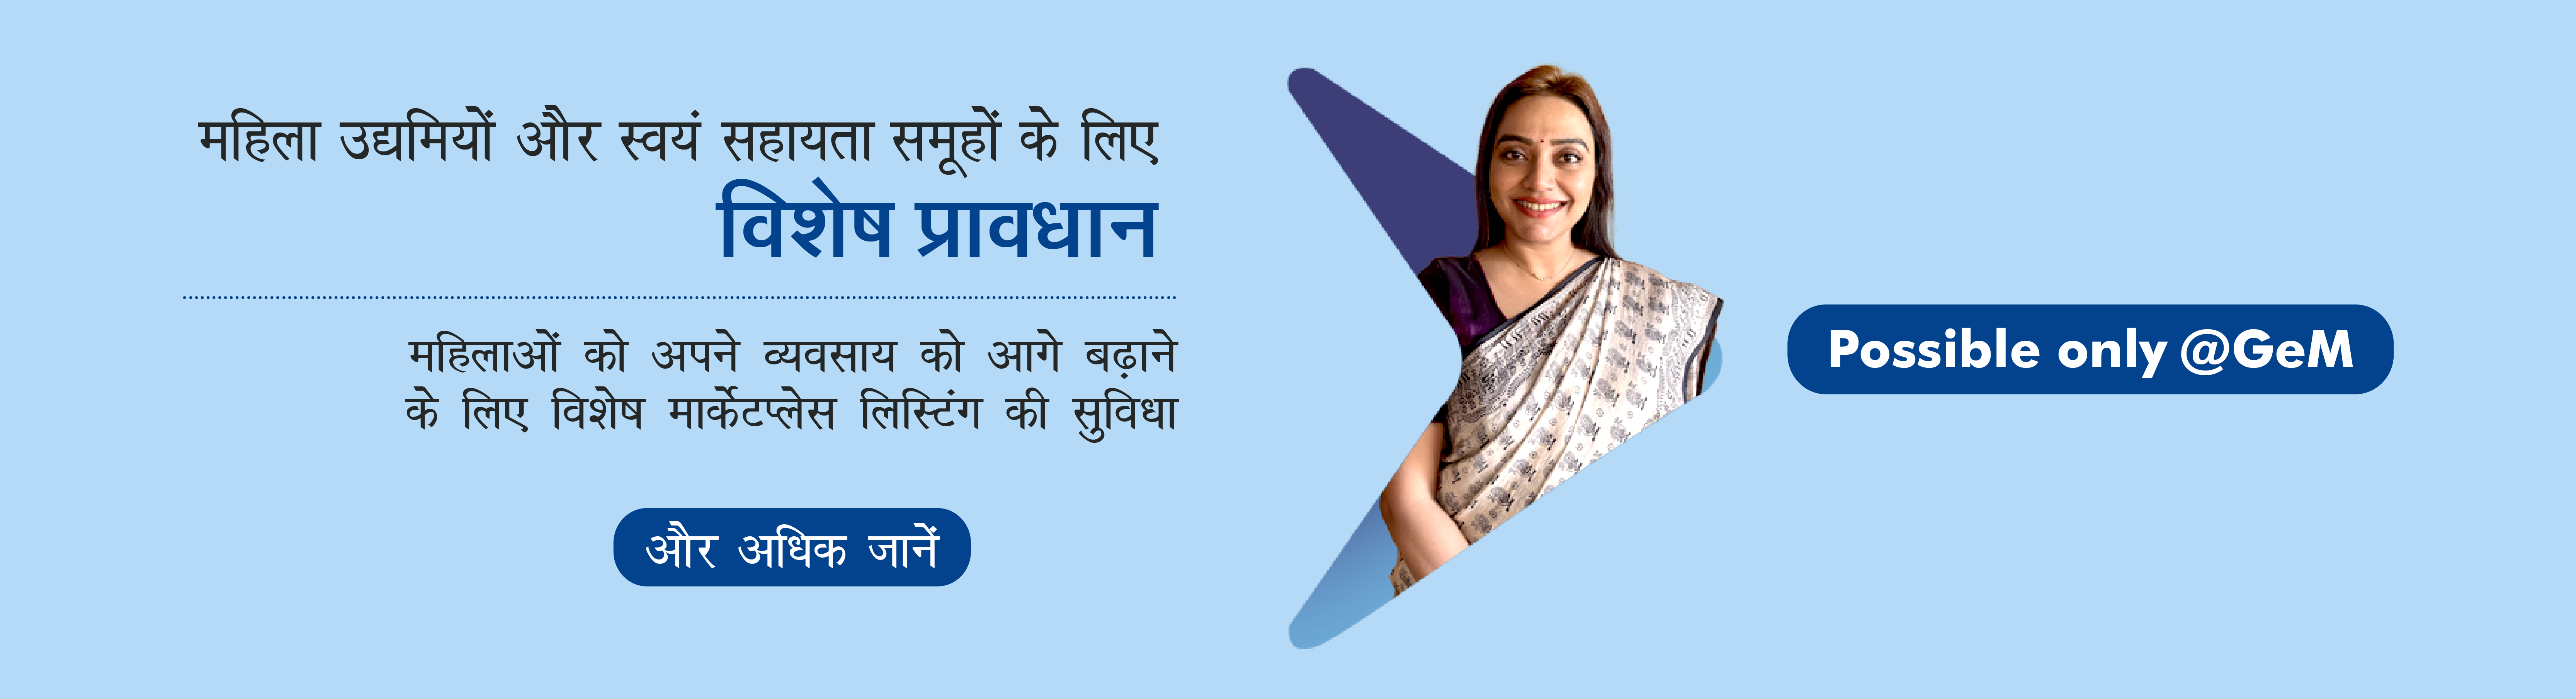 महिला उद्यमियों और स्वयं सहायता समूहों के लिए
विशेष प्रावधान
महिलाओं को अपने व्यवसाय को आगे बढ़ाने
के लिए विशेष मार्केटप्लेस लिस्टिंग की सुविधा
और अधिक जानें
Possible only @GeM